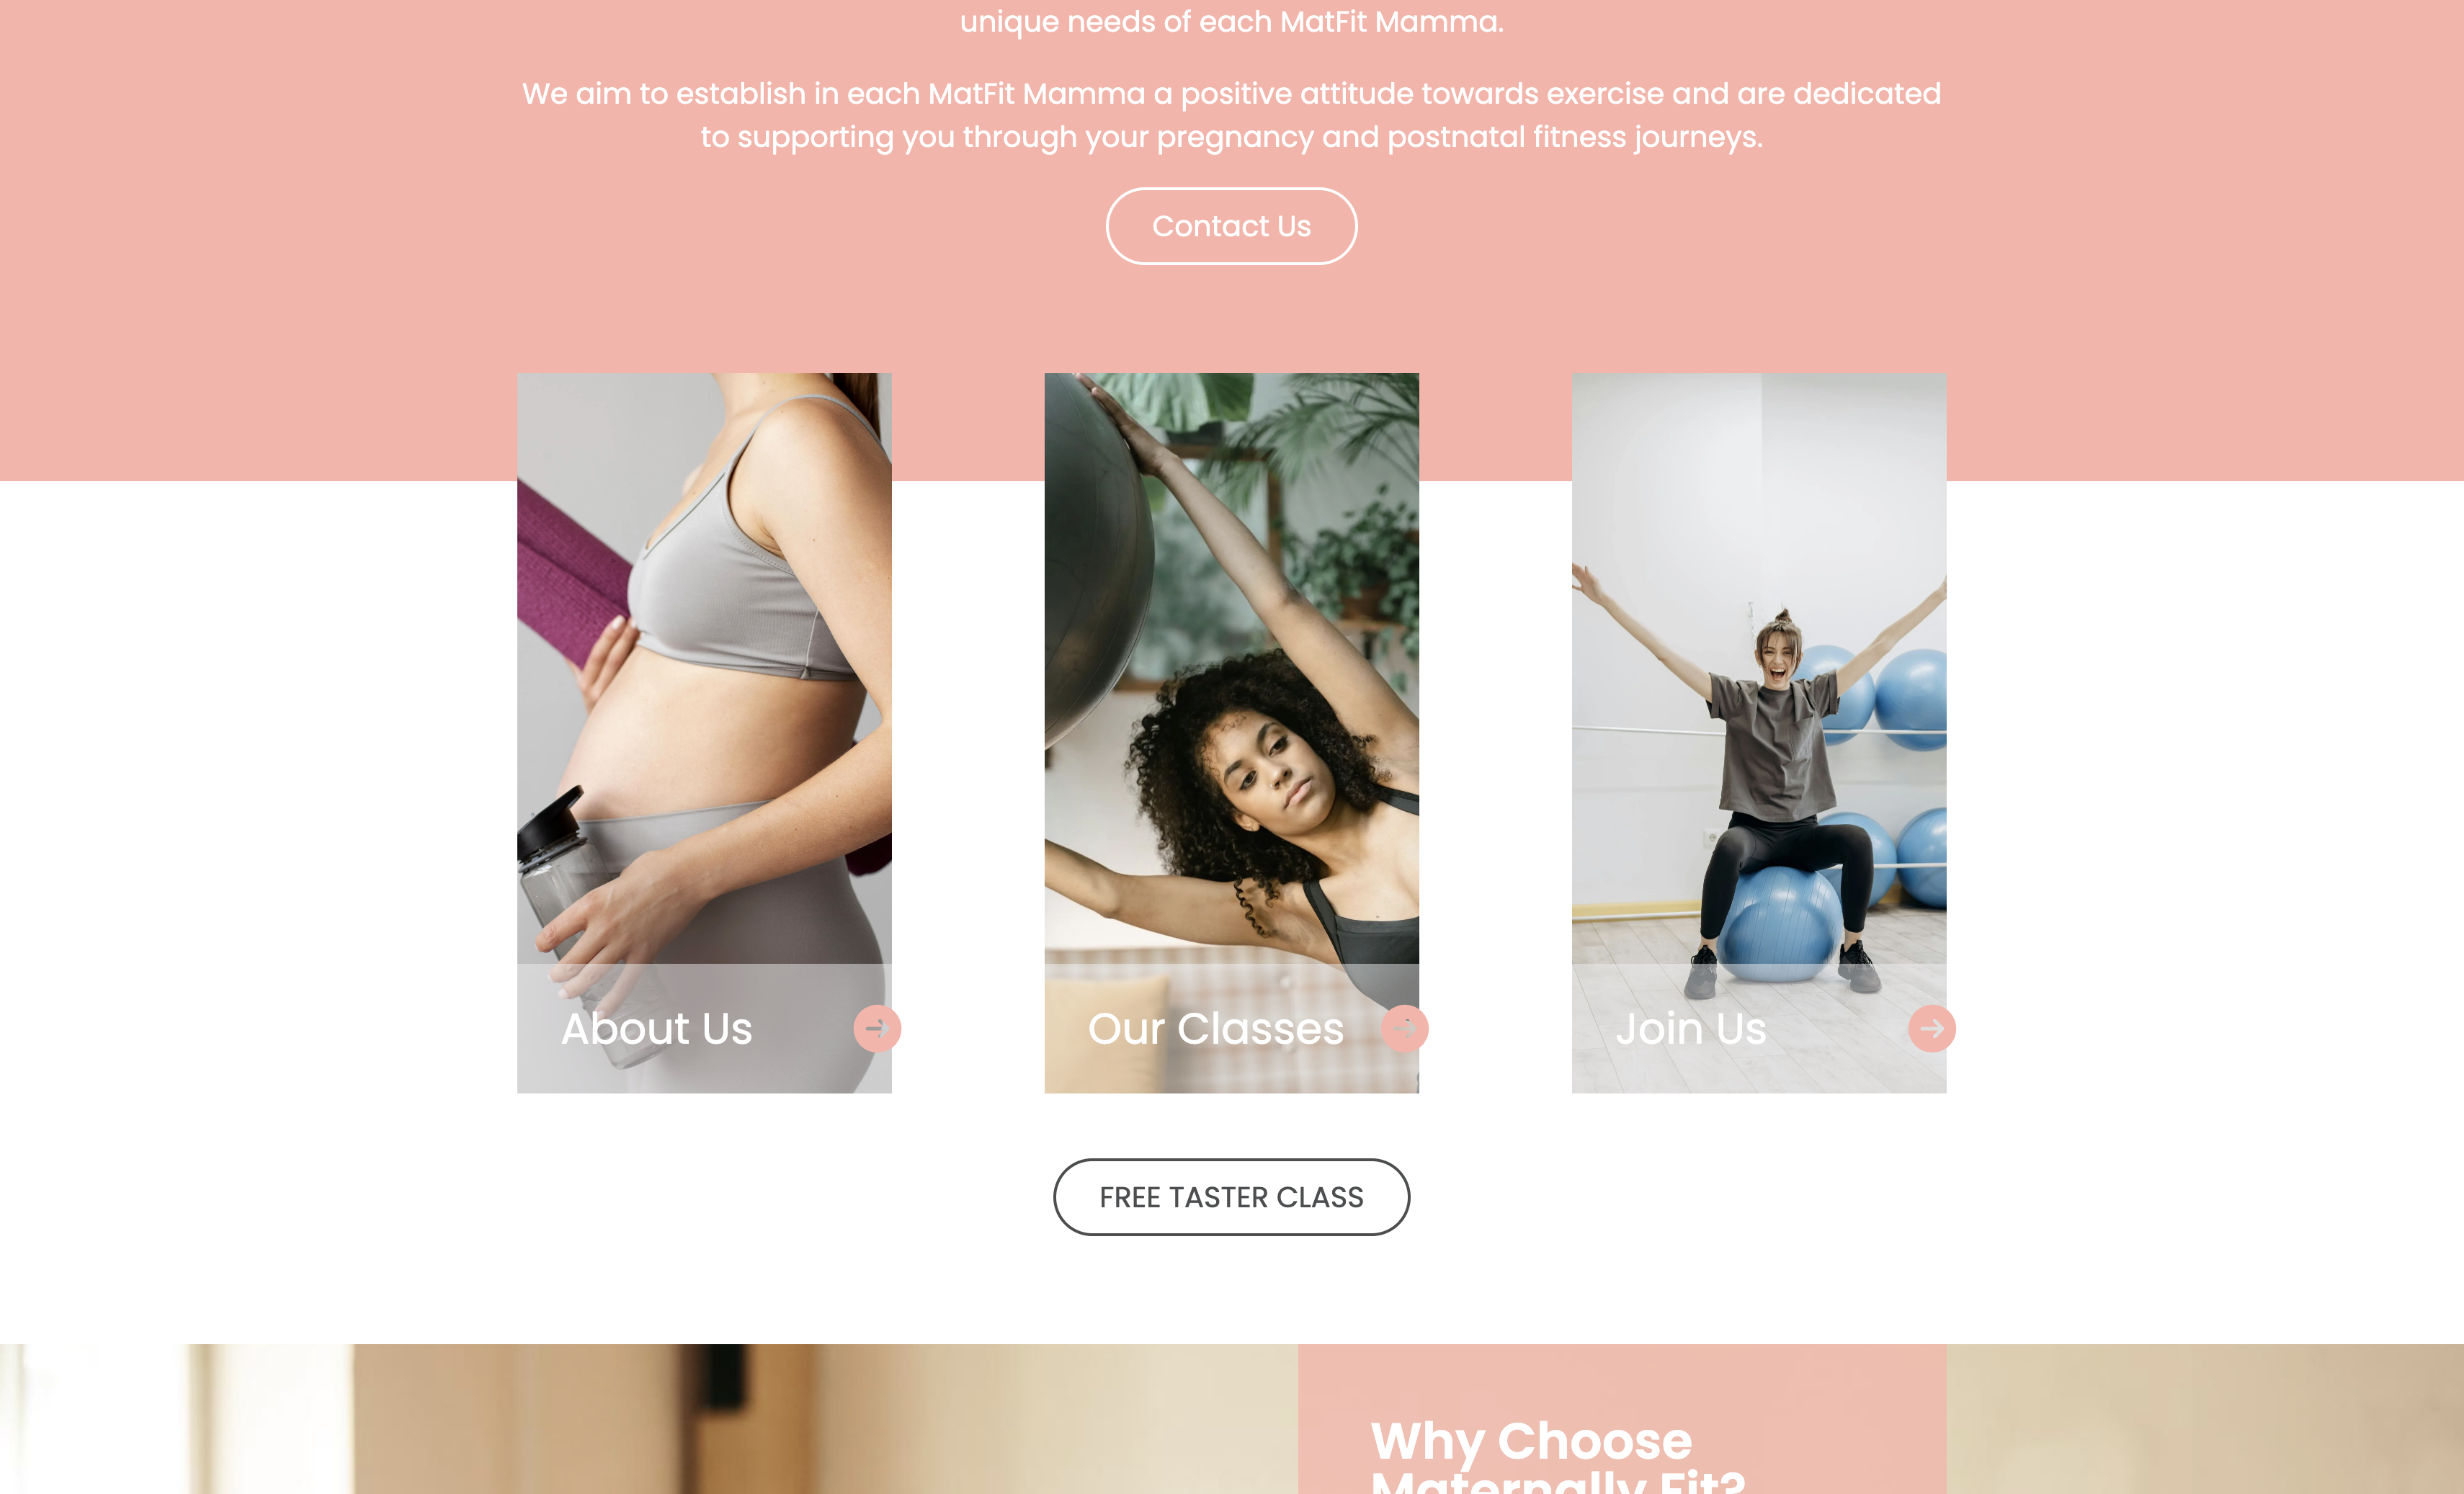 unique needs of each MatFit Mamma.
We aim to establish in each MatFit Mamma a positive attitude towards exercise and are dedicated
to supporting you through your pregnancy and postnatal fitness journeys.
Contact Us
About Us
Our Classes
Join Us
FREE TASTER CLASS
Why Choose
Maternally Fit?